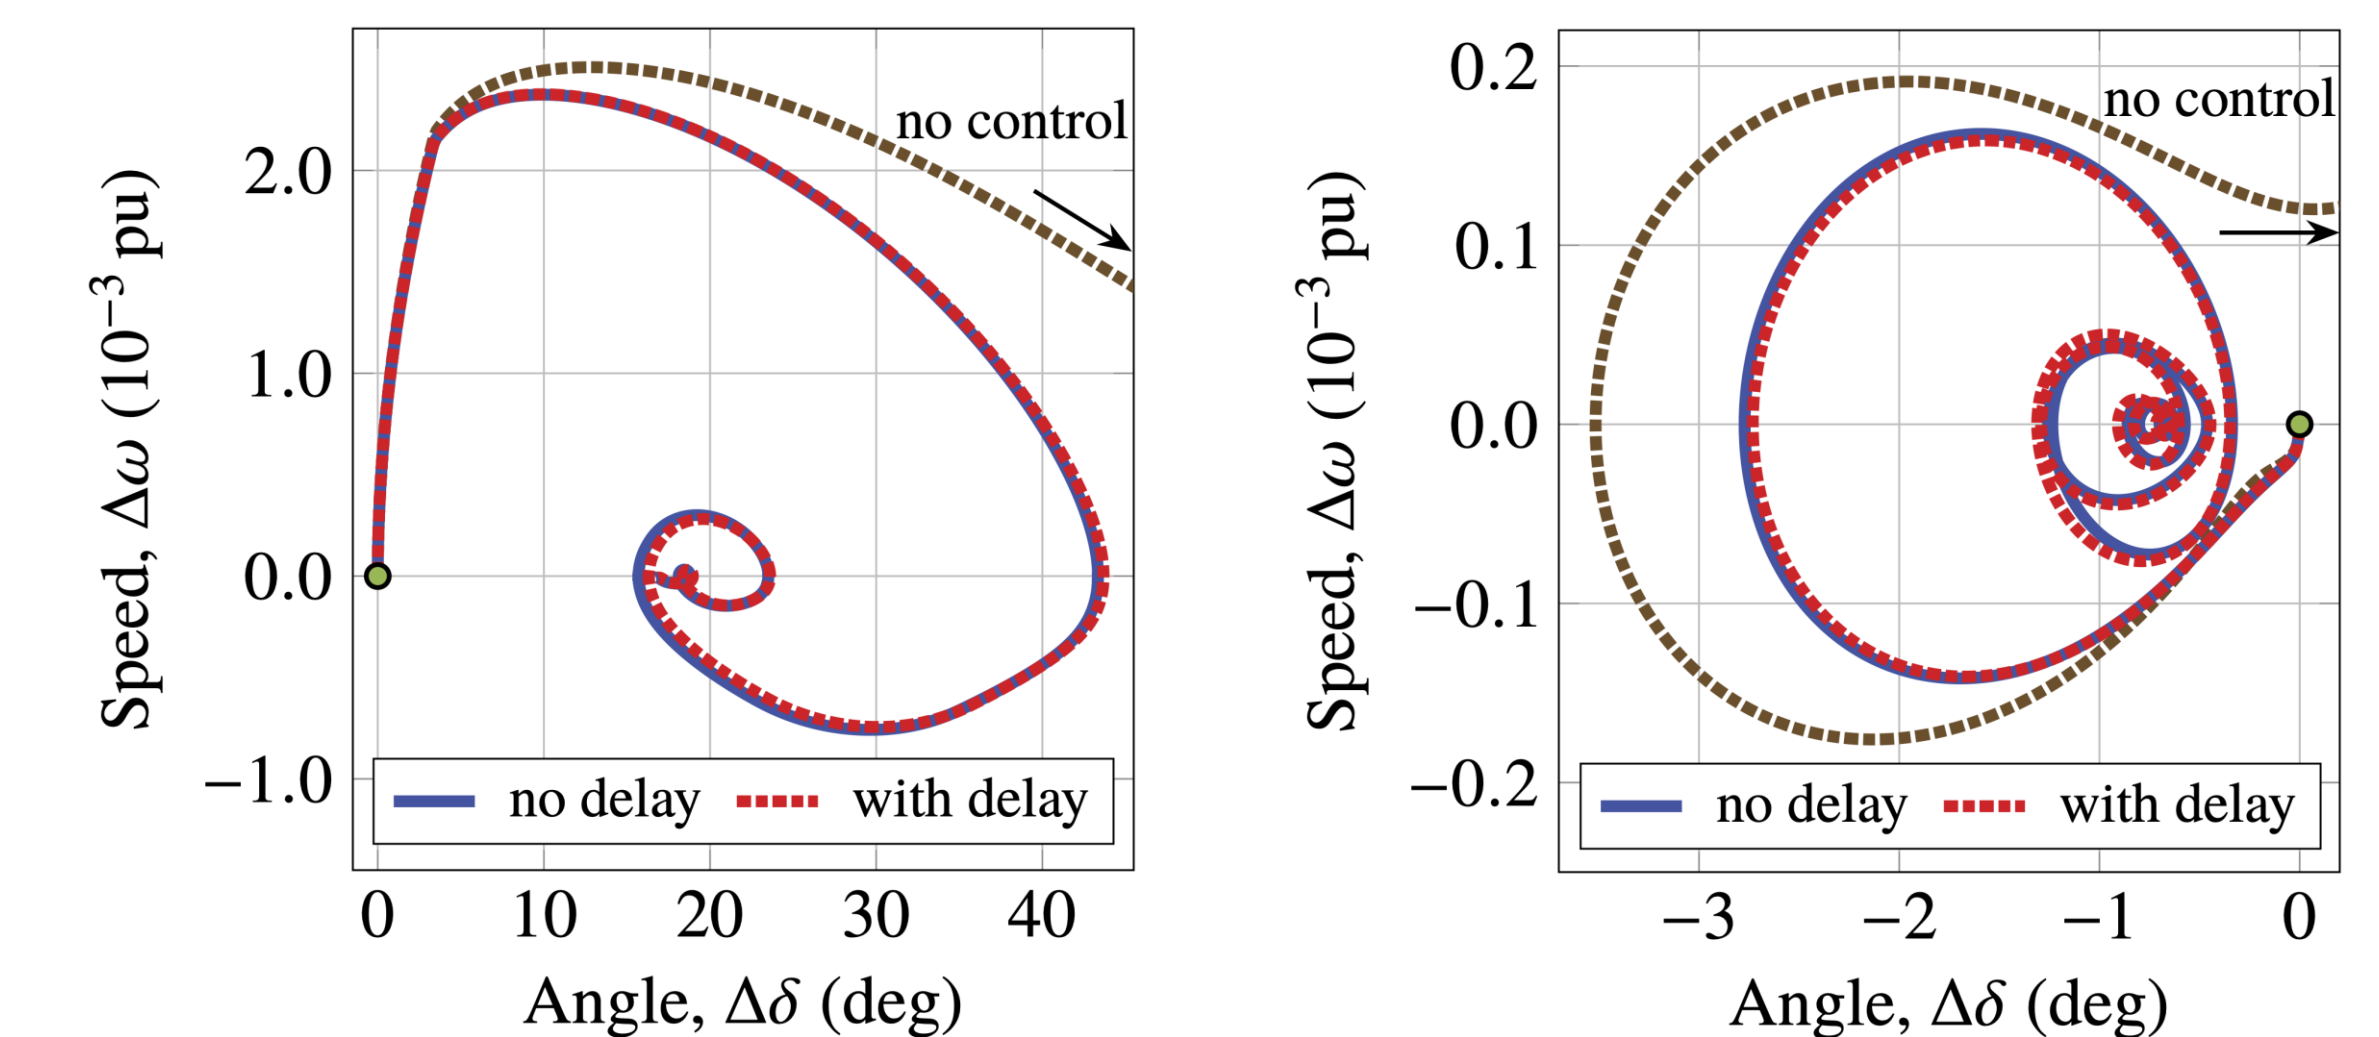 Speed, Δω (10⁻³ pu)
2.0
1.0
0.0
−1.0
no control
no delay
with delay
0 10 20 30 40
Angle, Δδ (deg)
Speed, Δω (10⁻³ pu)
0.2
0.1
0.0
−0.1
−0.2
no control
no delay
with delay
−3 −2 −1 0
Angle, Δδ (deg)